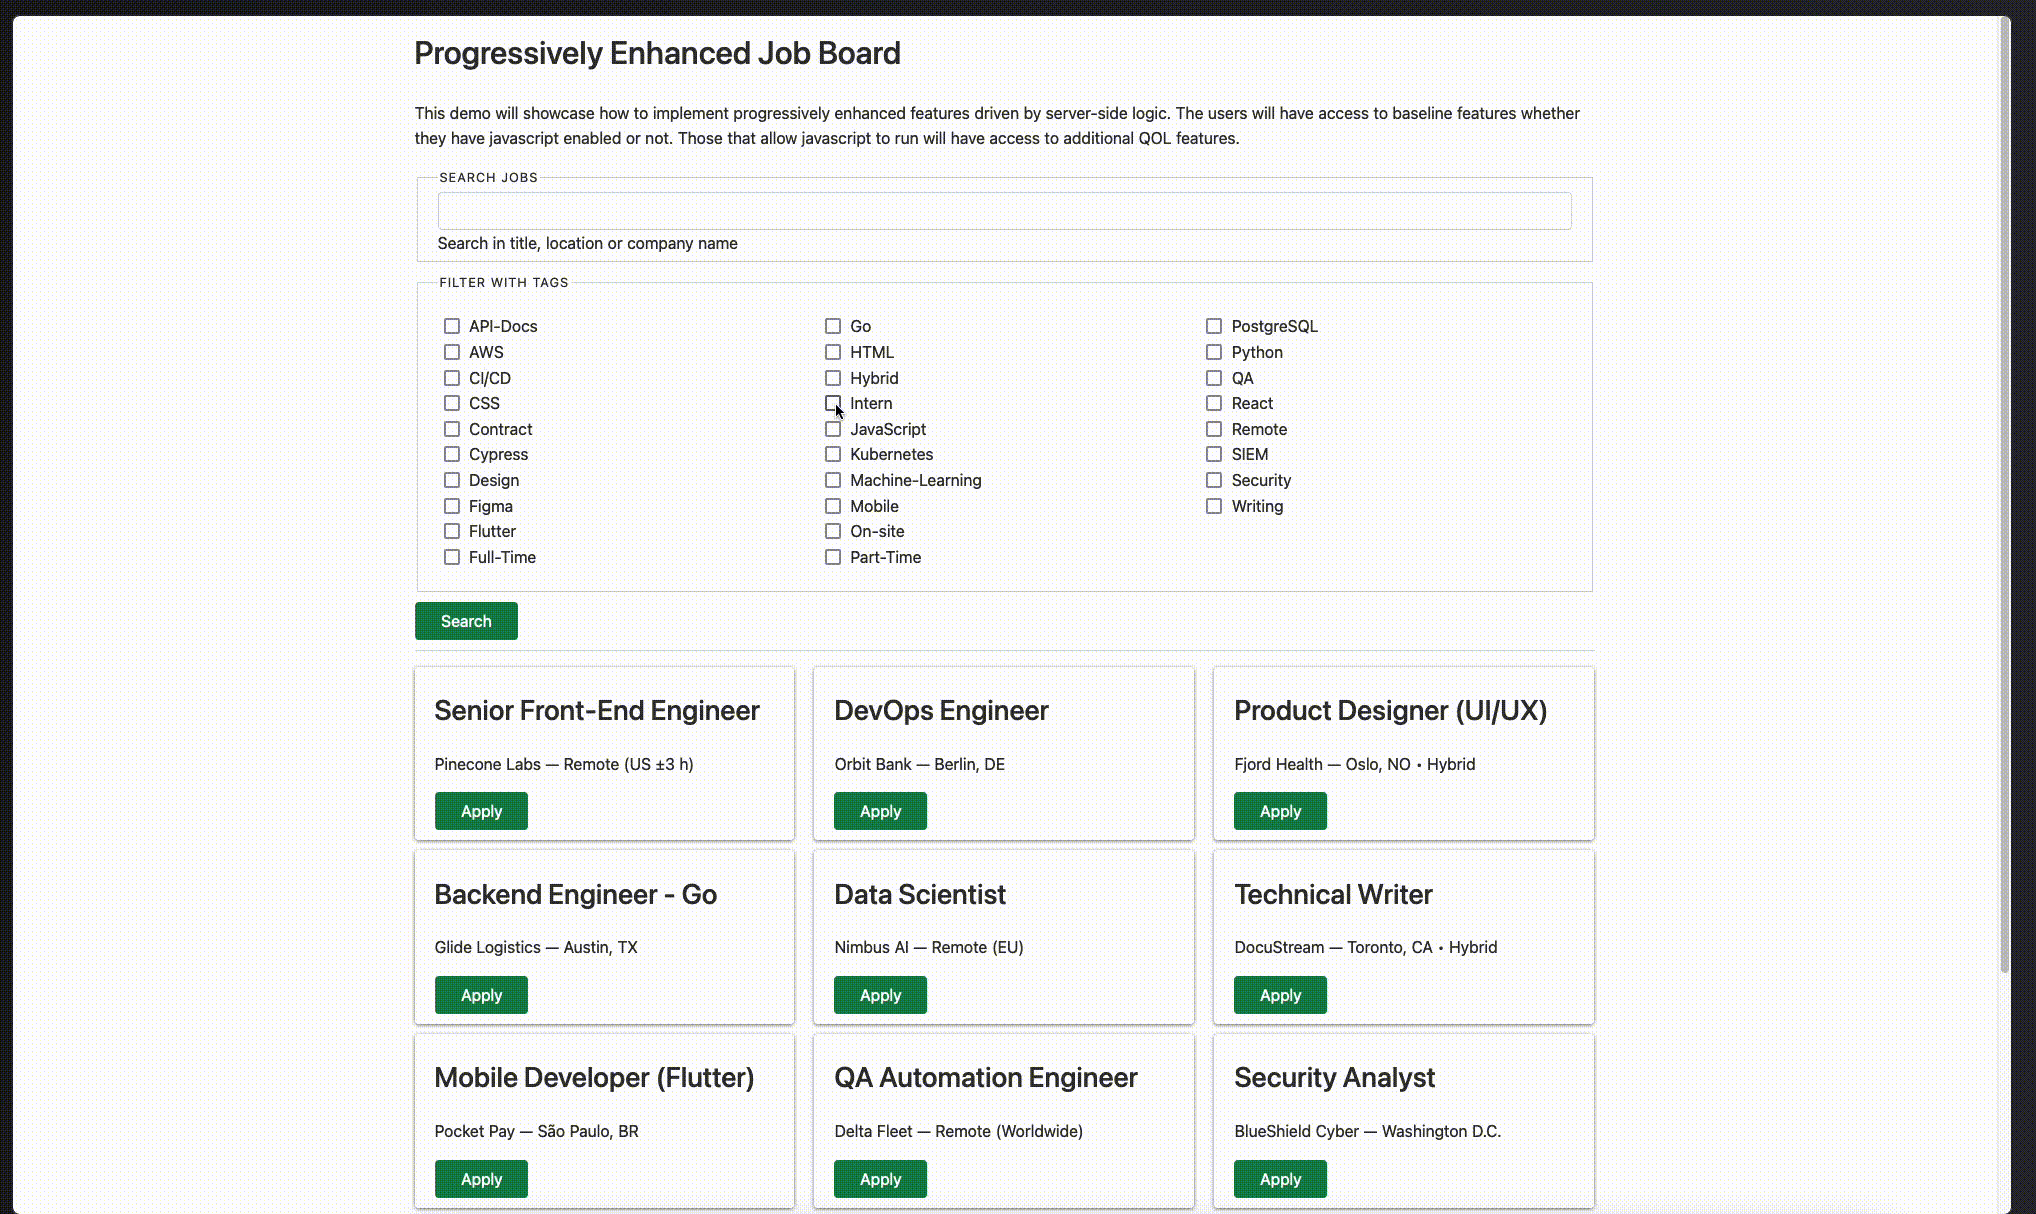 Progressively Enhanced Job Board
This demo will showcase how to implement progressively enhanced features driven by server-side logic. The users will have access to baseline features whether
they have javascript enabled or not. Those that allow javascript to run will have access to additional QOL features.
SEARCH JOBS
Search in title, location or company name
FILTER WITH TAGS
API-Docs
AWS
CI/CD
CSS
Contract
Cypress
Design
Figma
Flutter
Full-Time
Go
HTML
Hybrid
Intern
JavaScript
Kubernetes
Machine-Learning
Mobile
On-site
Part-Time
PostgreSQL
Python
QA
React
Remote
SIEM
Security
Writing
Search
Senior Front-End Engineer
Pinecone Labs — Remote (US ±3 h)
Apply
DevOps Engineer
Orbit Bank — Berlin, DE
Apply
Product Designer (UI/UX)
Fjord Health — Oslo, NO • Hybrid
Apply
Backend Engineer - Go
Glide Logistics — Austin, TX
Apply
Data Scientist
Nimbus AI — Remote (EU)
Apply
Technical Writer
DocuStream — Toronto, CA • Hybrid
Apply
Mobile Developer (Flutter)
Pocket Pay — São Paulo, BR
Apply
QA Automation Engineer
Delta Fleet — Remote (Worldwide)
Apply
Security Analyst
BlueShield Cyber — Washington D.C.
Apply